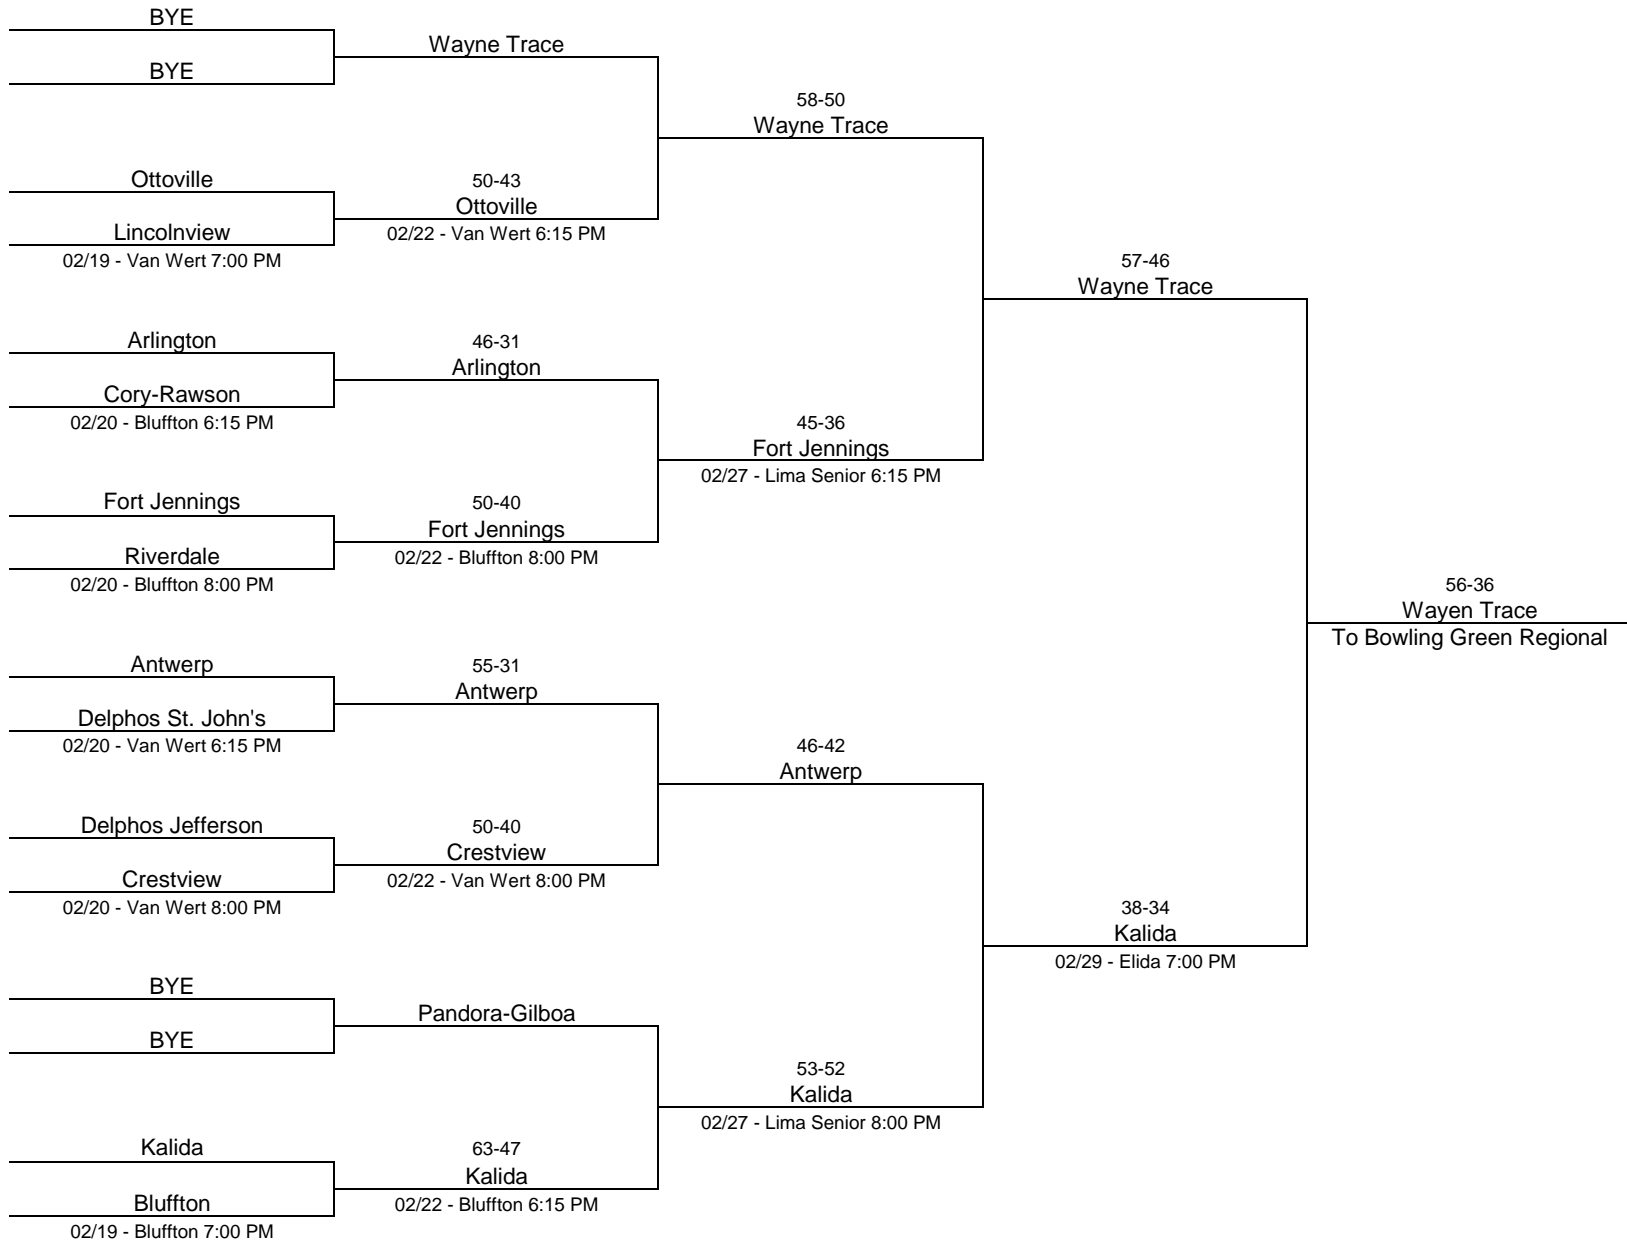 BYE
BYE
Ottoville
Lincolnview
02/19 - Van Wert 7:00 PM
Arlington
Cory-Rawson
02/20 - Bluffton 6:15 PM
Fort Jennings
Riverdale
02/20 - Bluffton 8:00 PM
Antwerp
Delphos St. John's
02/20 - Van Wert 6:15 PM
Delphos Jefferson
Crestview
02/20 - Van Wert 8:00 PM
BYE
BYE
Kalida
Bluffton
02/19 - Bluffton 7:00 PM
Wayne Trace
50-43
Ottoville
02/22 - Van Wert 6:15 PM
46-31
Arlington
50-40
Fort Jennings
02/22 - Bluffton 8:00 PM
55-31
Antwerp
50-40
Crestview
02/22 - Van Wert 8:00 PM
Pandora-Gilboa
63-47
Kalida
02/22 - Bluffton 6:15 PM
58-50
Wayne Trace
45-36
Fort Jennings
02/27 - Lima Senior 6:15 PM
46-42
Antwerp
53-52
Kalida
02/27 - Lima Senior 8:00 PM
57-46
Wayne Trace
38-34
Kalida
02/29 - Elida 7:00 PM
56-36
Wayen Trace
To Bowling Green Regional